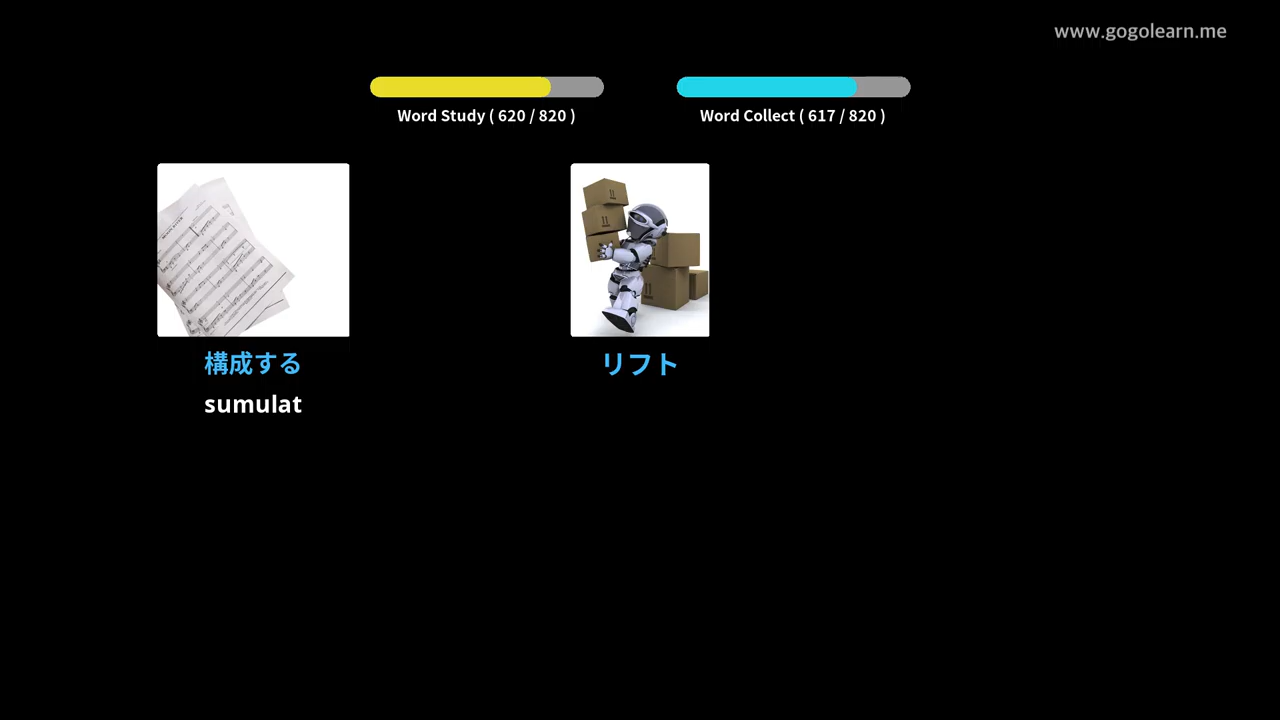 www.gogolearn.me
Word Study ( 620 / 820 )
Word Collect ( 617 / 820 )
構成する
リフト
sumulat